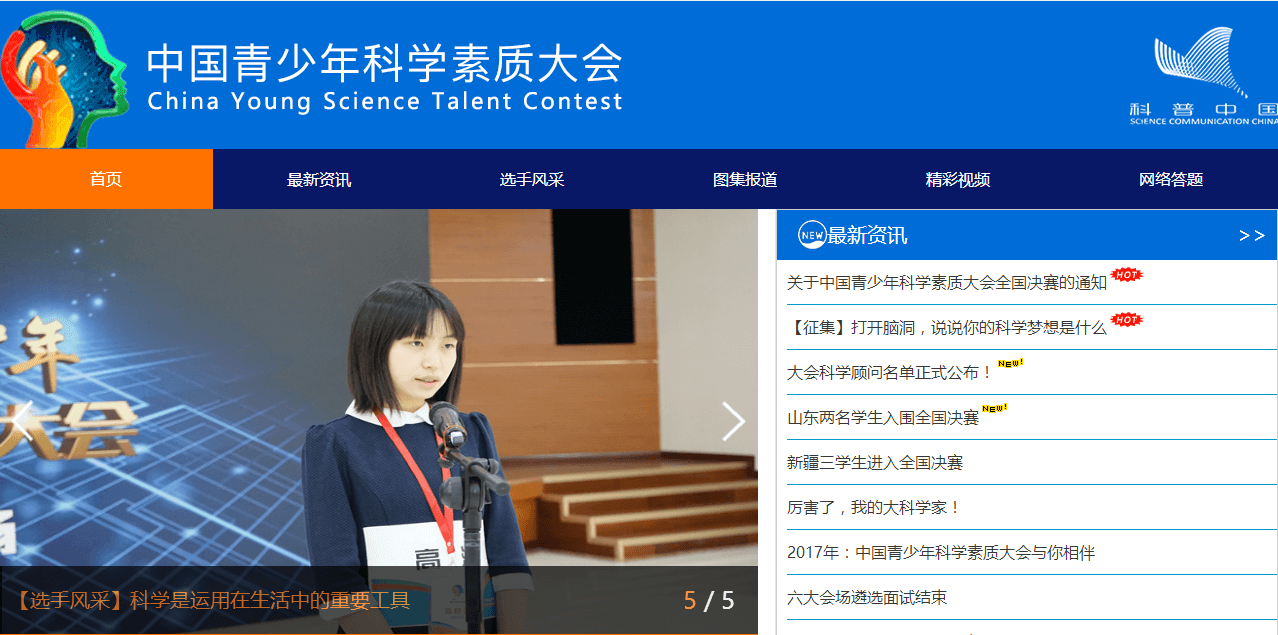 中国青少年科学素质大会
China Young Science Talent Contest
科普中国
SCIENCE COMMUNICATION CHINA
首页
最新资讯
选手风采
图集报道
精彩视频
网络答题
少年
大会
高
【选手风采】科学是运用在生活中的重要工具
5 / 5
NEW 最新资讯 >>
关于中国青少年科学素质大会全国决赛的通知 HOT
【征集】打开脑洞，说说你的科学梦想是什么 HOT
大会科学顾问名单正式公布！ NEW!
山东两名学生入围全国决赛 NEW!
新疆三学生进入全国决赛
厉害了，我的大科学家！
2017年：中国青少年科学素质大会与你相伴
六大会场遴选面试结束